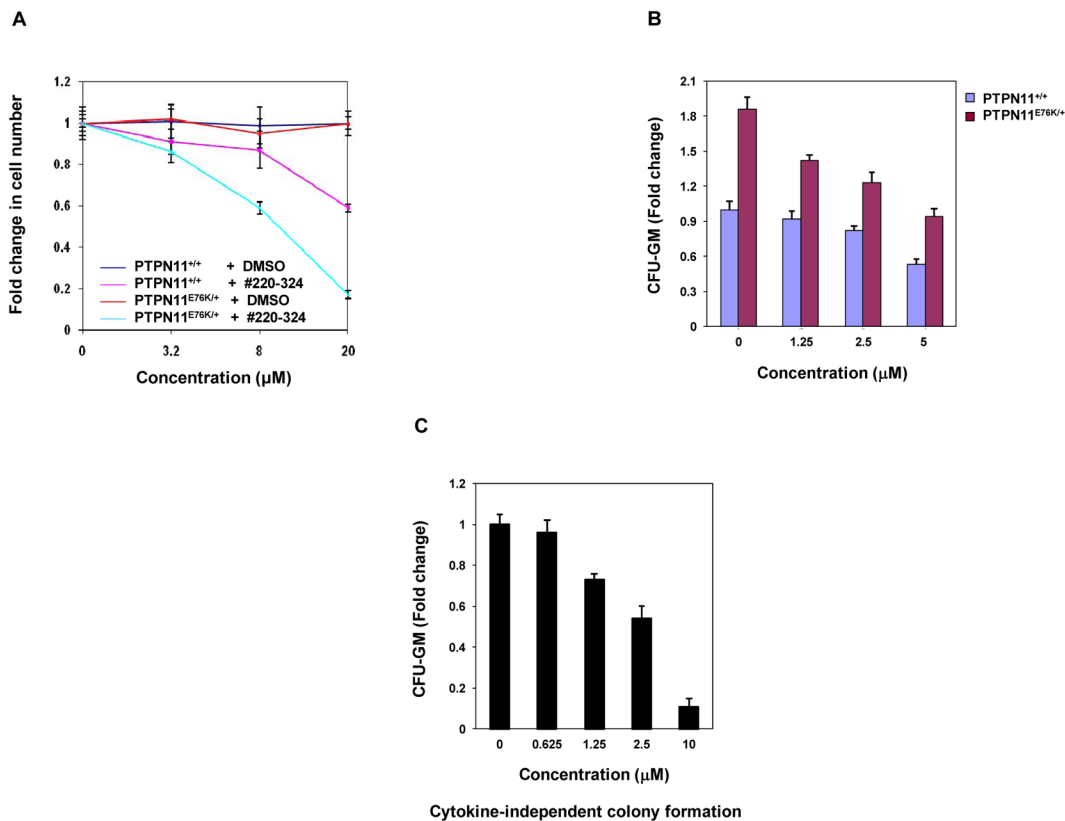 A
Fold change in cell number
1.2
1
0.8
0.6
0.4
0.2
0
PTPN11+/+ + DMSO
PTPN11+/+ + #220-324
PTPN11E76K/+ + DMSO
PTPN11E76K/+ + #220-324
0 3.2 8 20
Concentration (µM)
B
CFU-GM (Fold change)
2.1
1.8
1.5
1.2
0.9
0.6
0.3
0
PTPN11+/+
PTPN11E76K/+
0 1.25 2.5 5
Concentration (µM)
C
CFU-GM (Fold change)
1.2
1
0.8
0.6
0.4
0.2
0
0 0.625 1.25 2.5 10
Concentration (µM)
Cytokine-independent colony formation